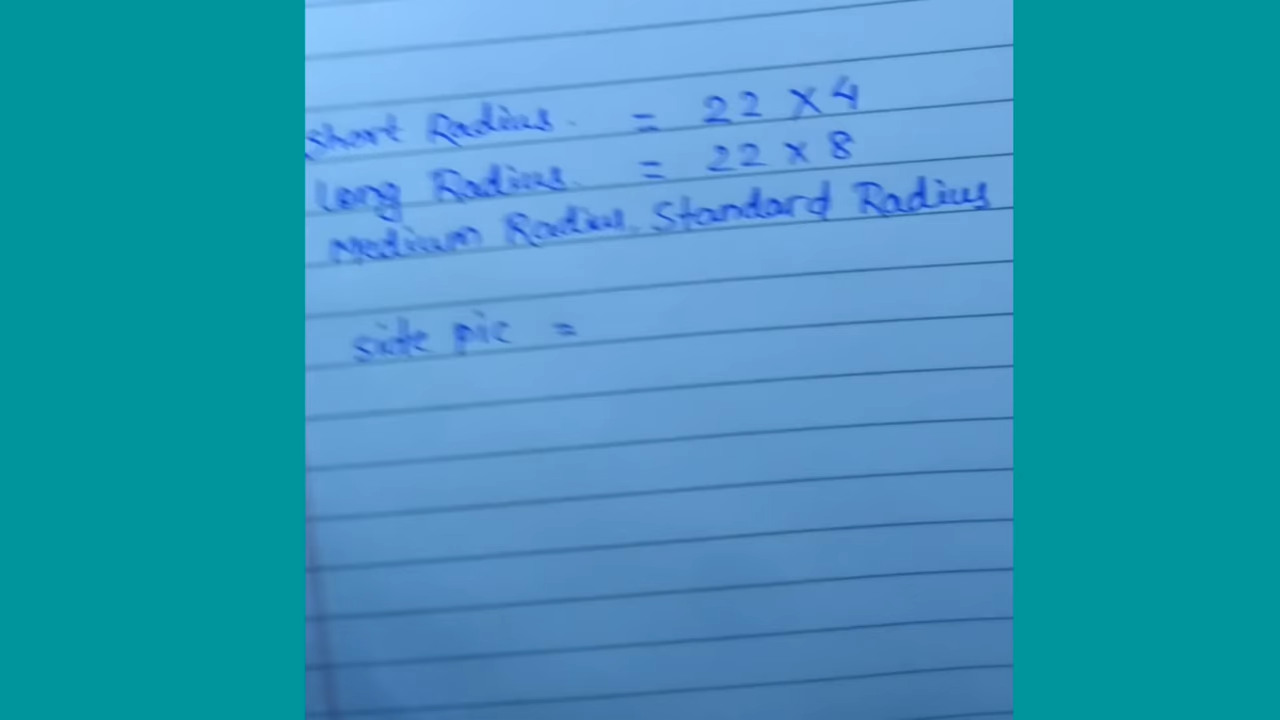 Short Radius. = 22 × 4
Long Radius. = 22 × 8
Medium Radius. Standard Radius
side pic =